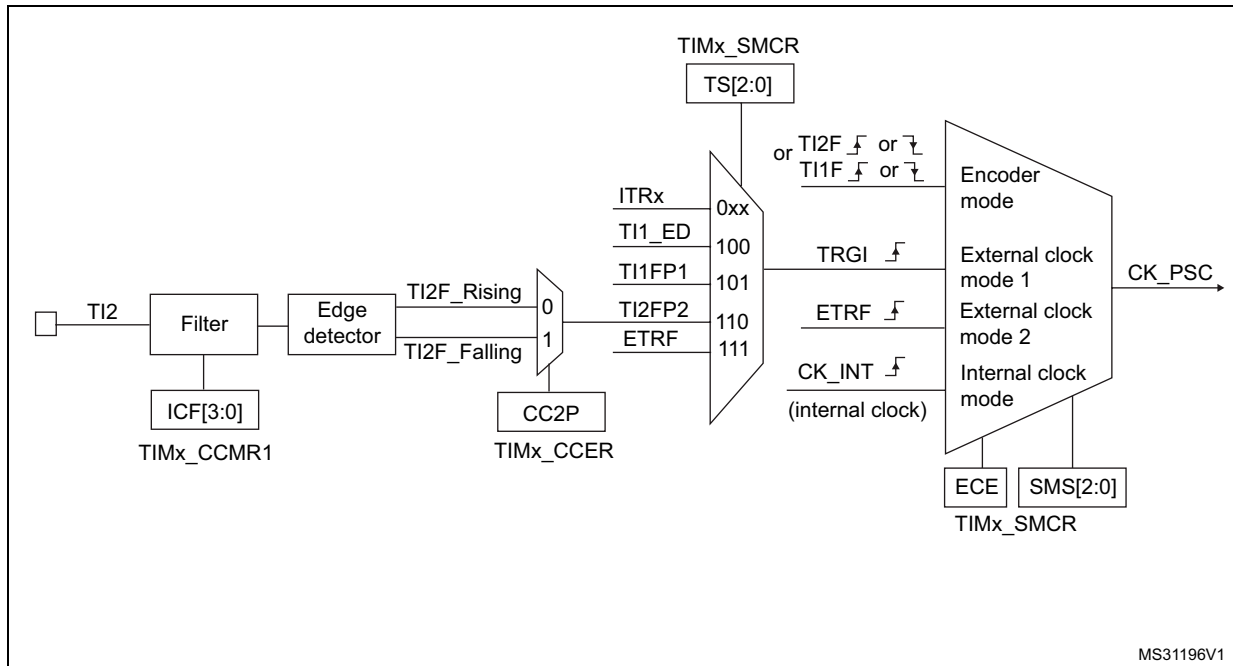 TIMx_SMCR
TS[2:0]
or TI2F or
TI1F or
Encoder
mode
ITRx
0xx
TI1_ED
100
TI1FP1
101
TI2FP2
110
ETRF
111
TRGI
External clock
mode 1
CK_PSC
ETRF
External clock
mode 2
CK_INT
(internal clock)
Internal clock
mode
TI2
Filter
Edge
detector
TI2F_Rising
0
TI2F_Falling
1
ICF[3:0]
TIMx_CCMR1
CC2P
TIMx_CCER
ECE
SMS[2:0]
TIMx_SMCR
MS31196V1